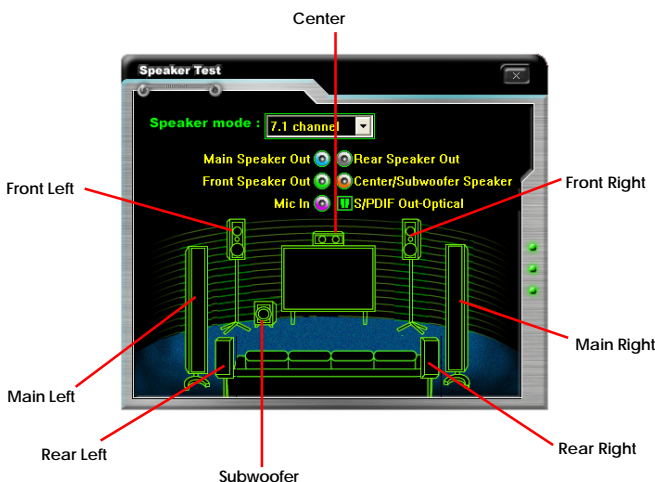 Center
Speaker Test
Speaker mode :
7.1 channel
Main Speaker Out
Rear Speaker Out
Front Speaker Out
Center/Subwoofer Speaker
Mic In
S/PDIF Out-Optical
Front Left
Front Right
Main Right
Main Left
Rear Left
Rear Right
Subwoofer